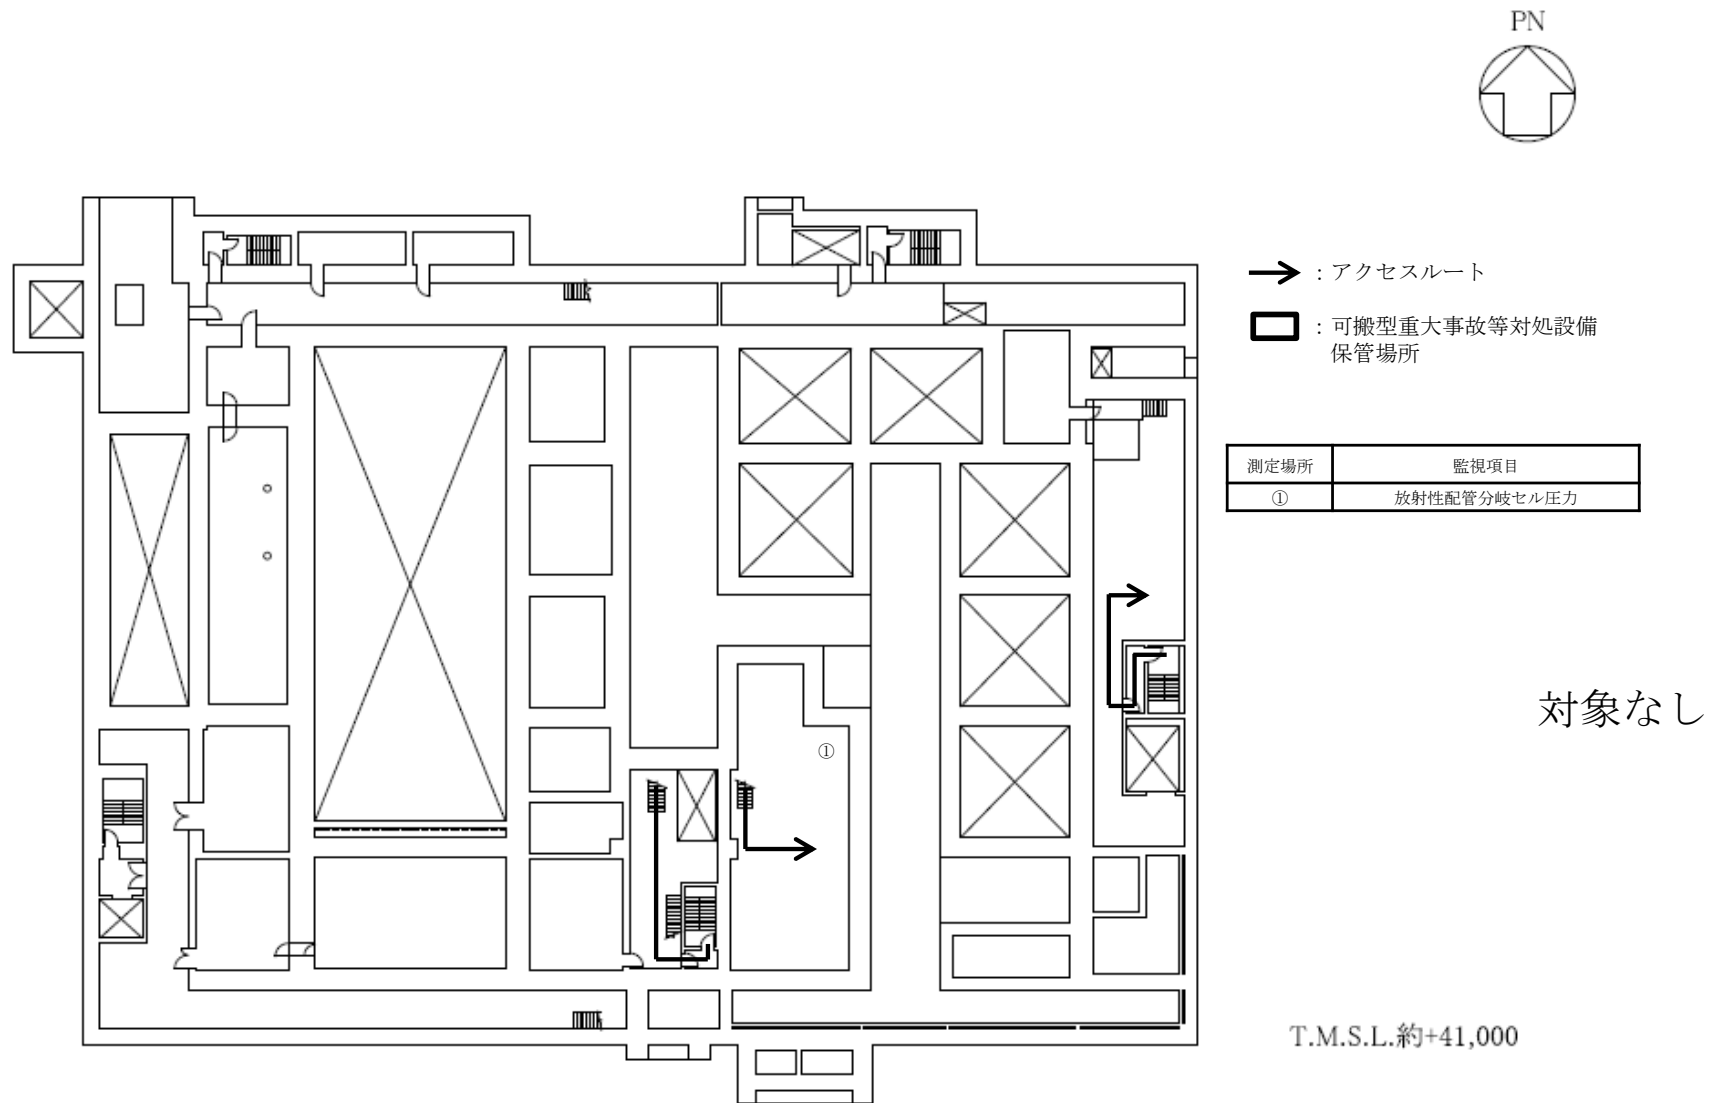 PN
：アクセスルート
：可搬型重大事故等対処設備
保管場所
測定場所 監視項目
① 放射性配管分岐セル圧力
対象なし
①
T.M.S.L.約+41,000